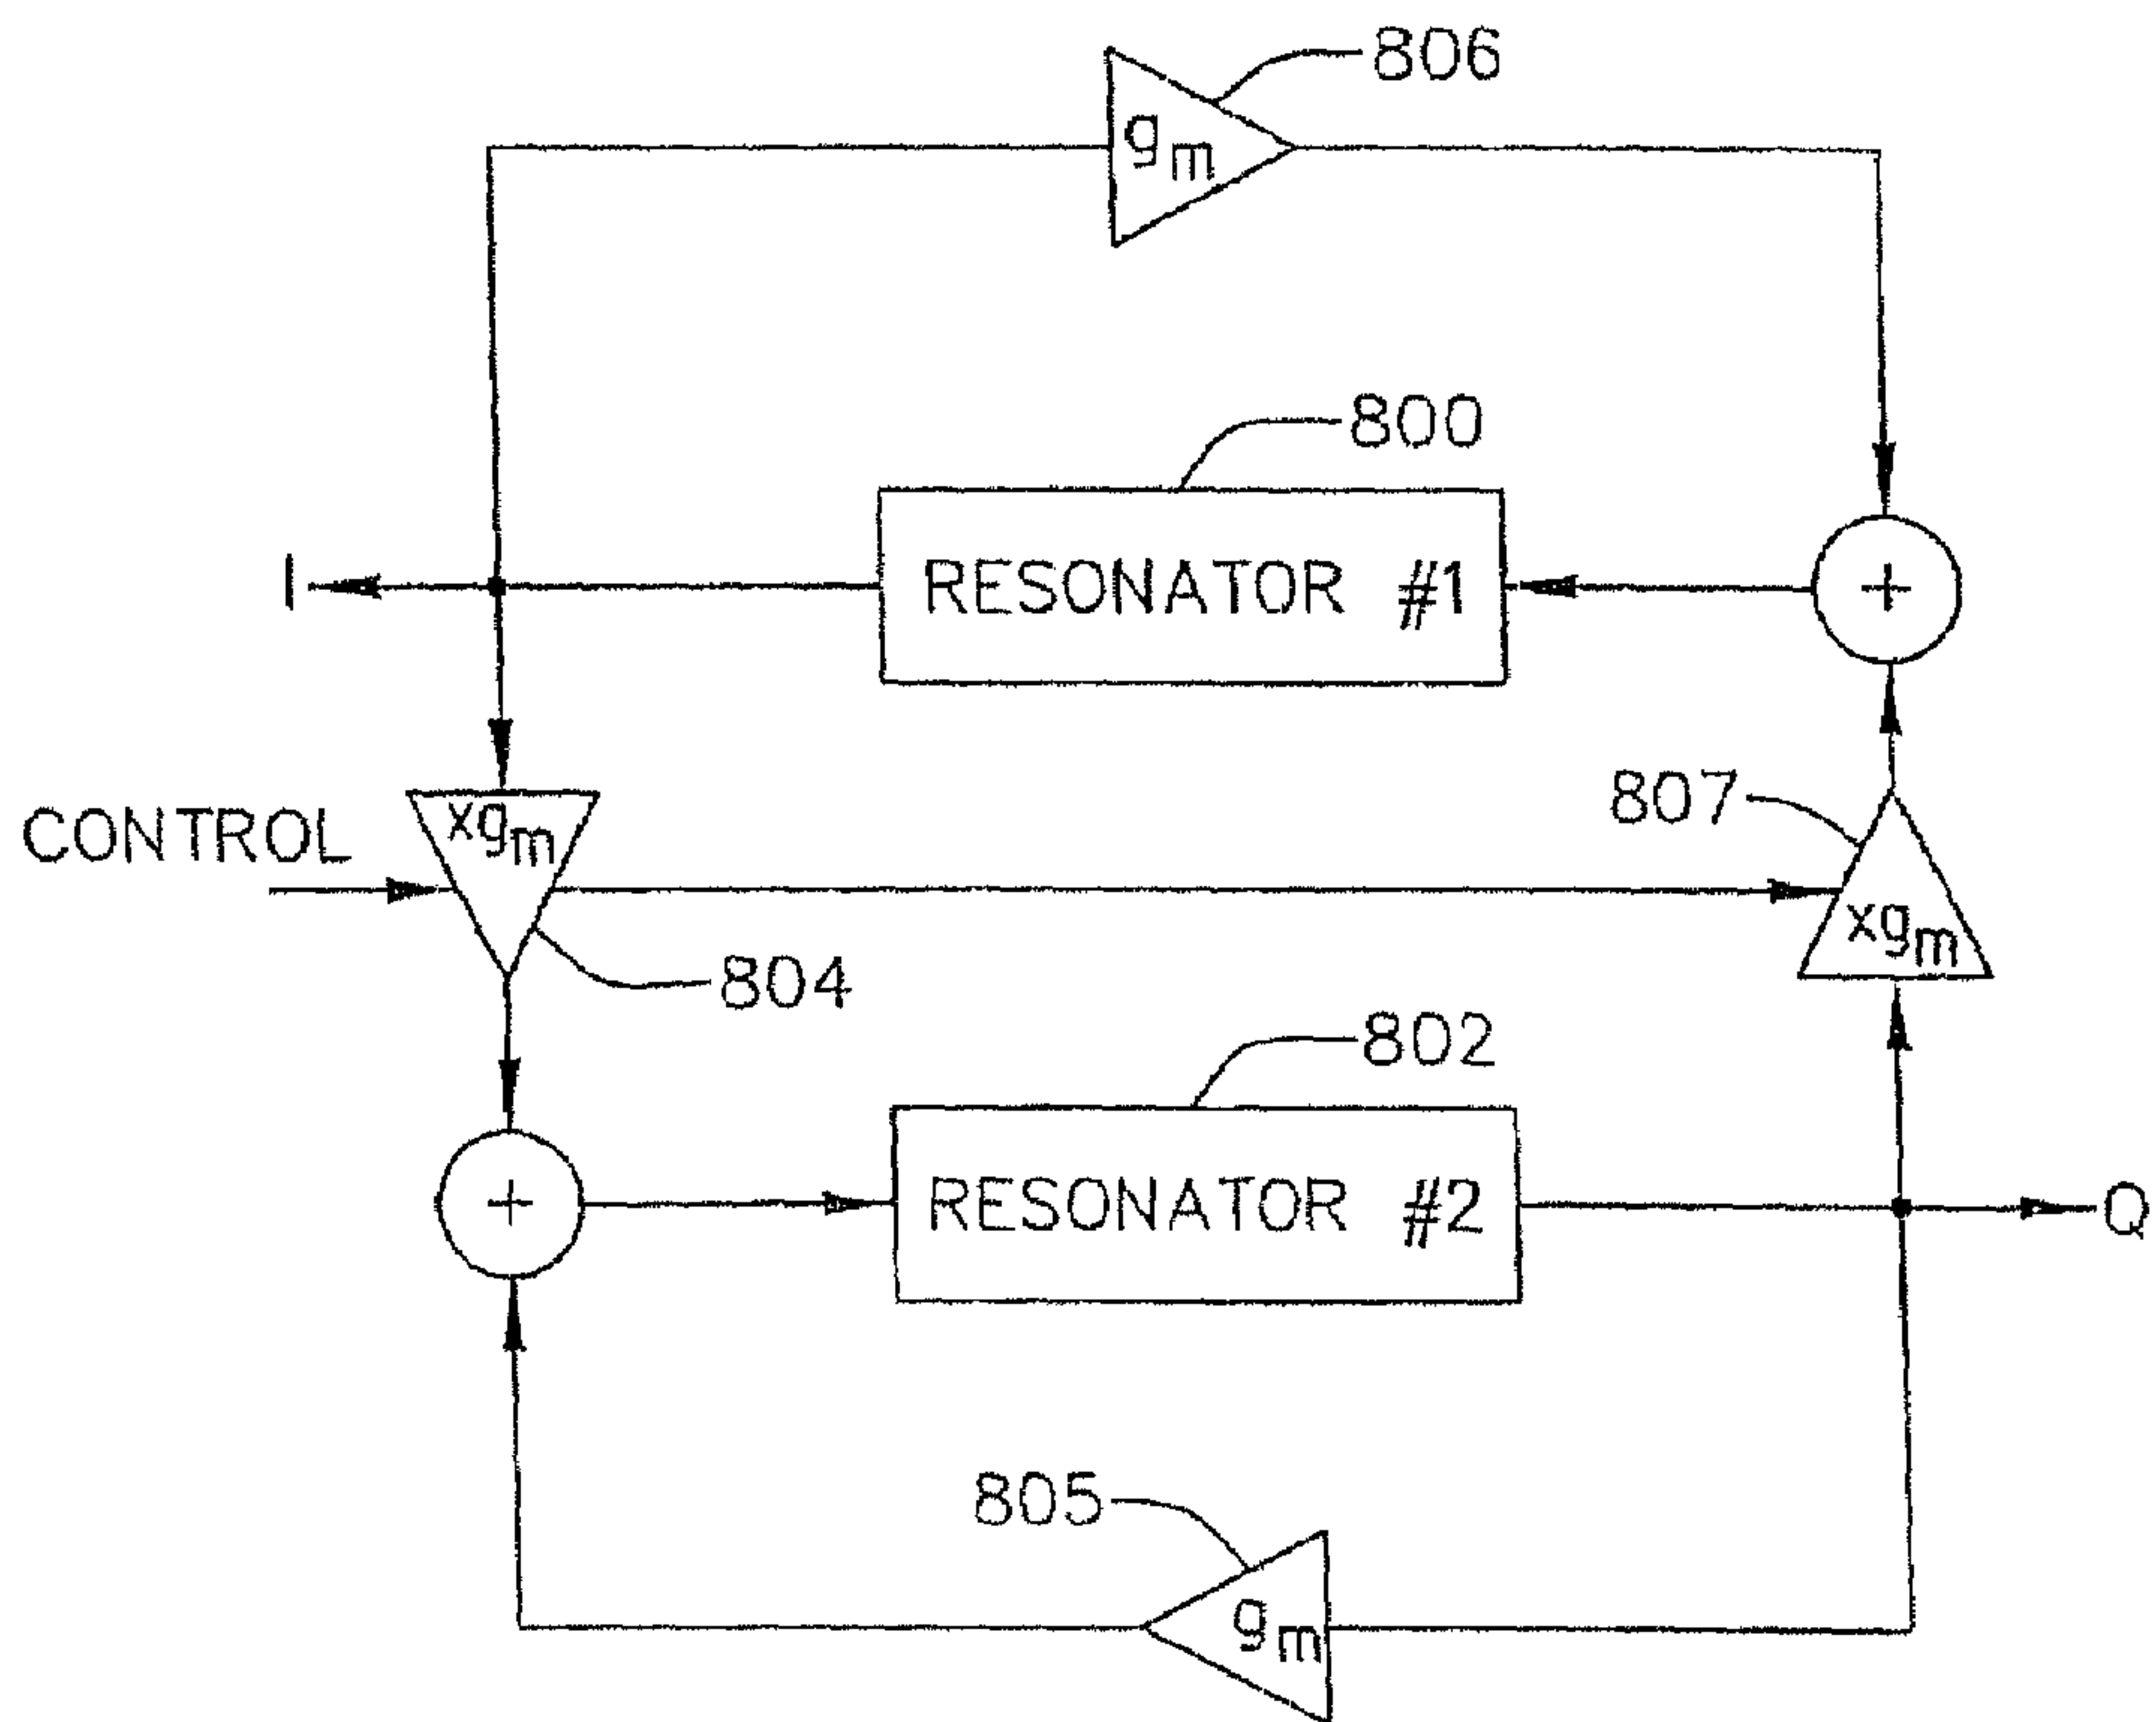 806
gm
800
RESONATOR #1
+
I
CONTROL
xgm
807
xgm
804
802
+
RESONATOR #2
Q
805
gm